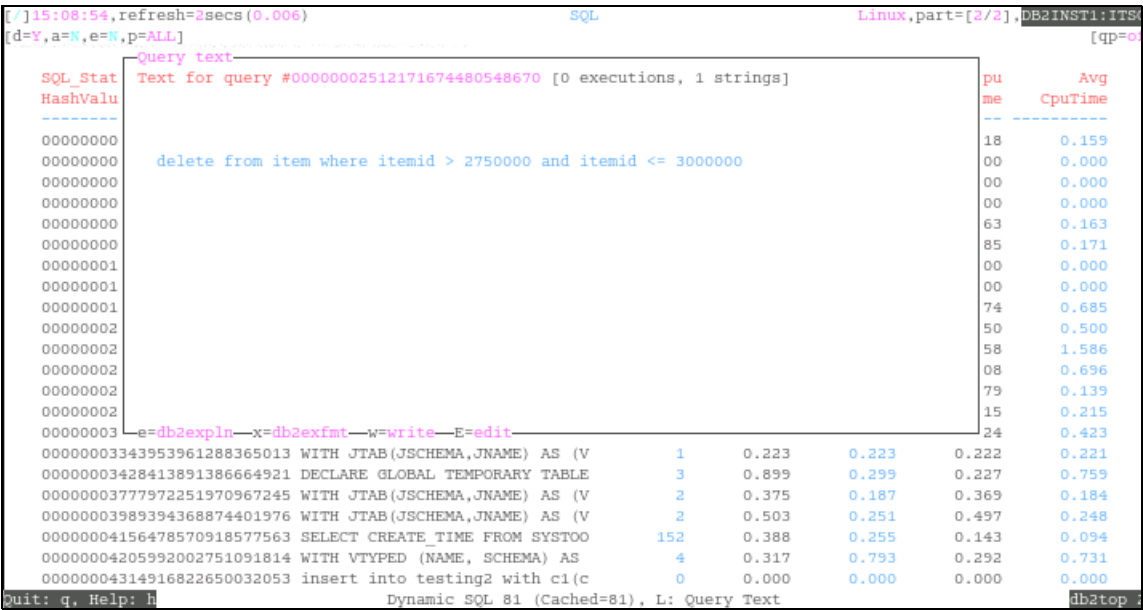 [/]15:08:54,refresh=2secs(0.006) SQL Linux,part=[2/2],DB2INST1:ITSO
[d=Y,a=N,e=N,p=ALL] [qp=of
Query text
SQL_Stat Text for query #00000002512171674480548670 [0 executions, 1 strings] pu Avg
HashValu me CpuTime
-------- -- ----------
00000000 18 0.159
00000000 delete from item where itemid > 2750000 and itemid <= 3000000 00 0.000
00000000 00 0.000
00000000 00 0.000
00000000 63 0.163
00000000 85 0.171
00000001 00 0.000
00000001 00 0.000
00000001 74 0.685
00000002 50 0.500
00000002 58 1.586
00000002 08 0.696
00000002 79 0.139
00000002 15 0.215
00000003 e=db2expln x=db2exfmt w=write E=edit 24 0.423
00000003343953961288365013 WITH JTAB(JSCHEMA,JNAME) AS (V 1 0.223 0.223 0.222 0.221
00000003428413891386664921 DECLARE GLOBAL TEMPORARY TABLE 3 0.899 0.299 0.227 0.759
00000003777972251970967245 WITH JTAB(JSCHEMA,JNAME) AS (V 2 0.375 0.187 0.369 0.184
00000003989394368874401976 WITH JTAB(JSCHEMA,JNAME) AS (V 2 0.503 0.251 0.497 0.248
00000004156478570918577563 SELECT CREATE_TIME FROM SYSTOO 152 0.388 0.255 0.143 0.094
00000004205992002751091814 WITH VTYPED (NAME, SCHEMA) AS 4 0.317 0.793 0.292 0.731
00000004314916822650032053 insert into testing2 with c1(c 0 0.000 0.000 0.000 0.000
Quit: q, Help: h Dynamic SQL 81 (Cached=81), L: Query Text db2top